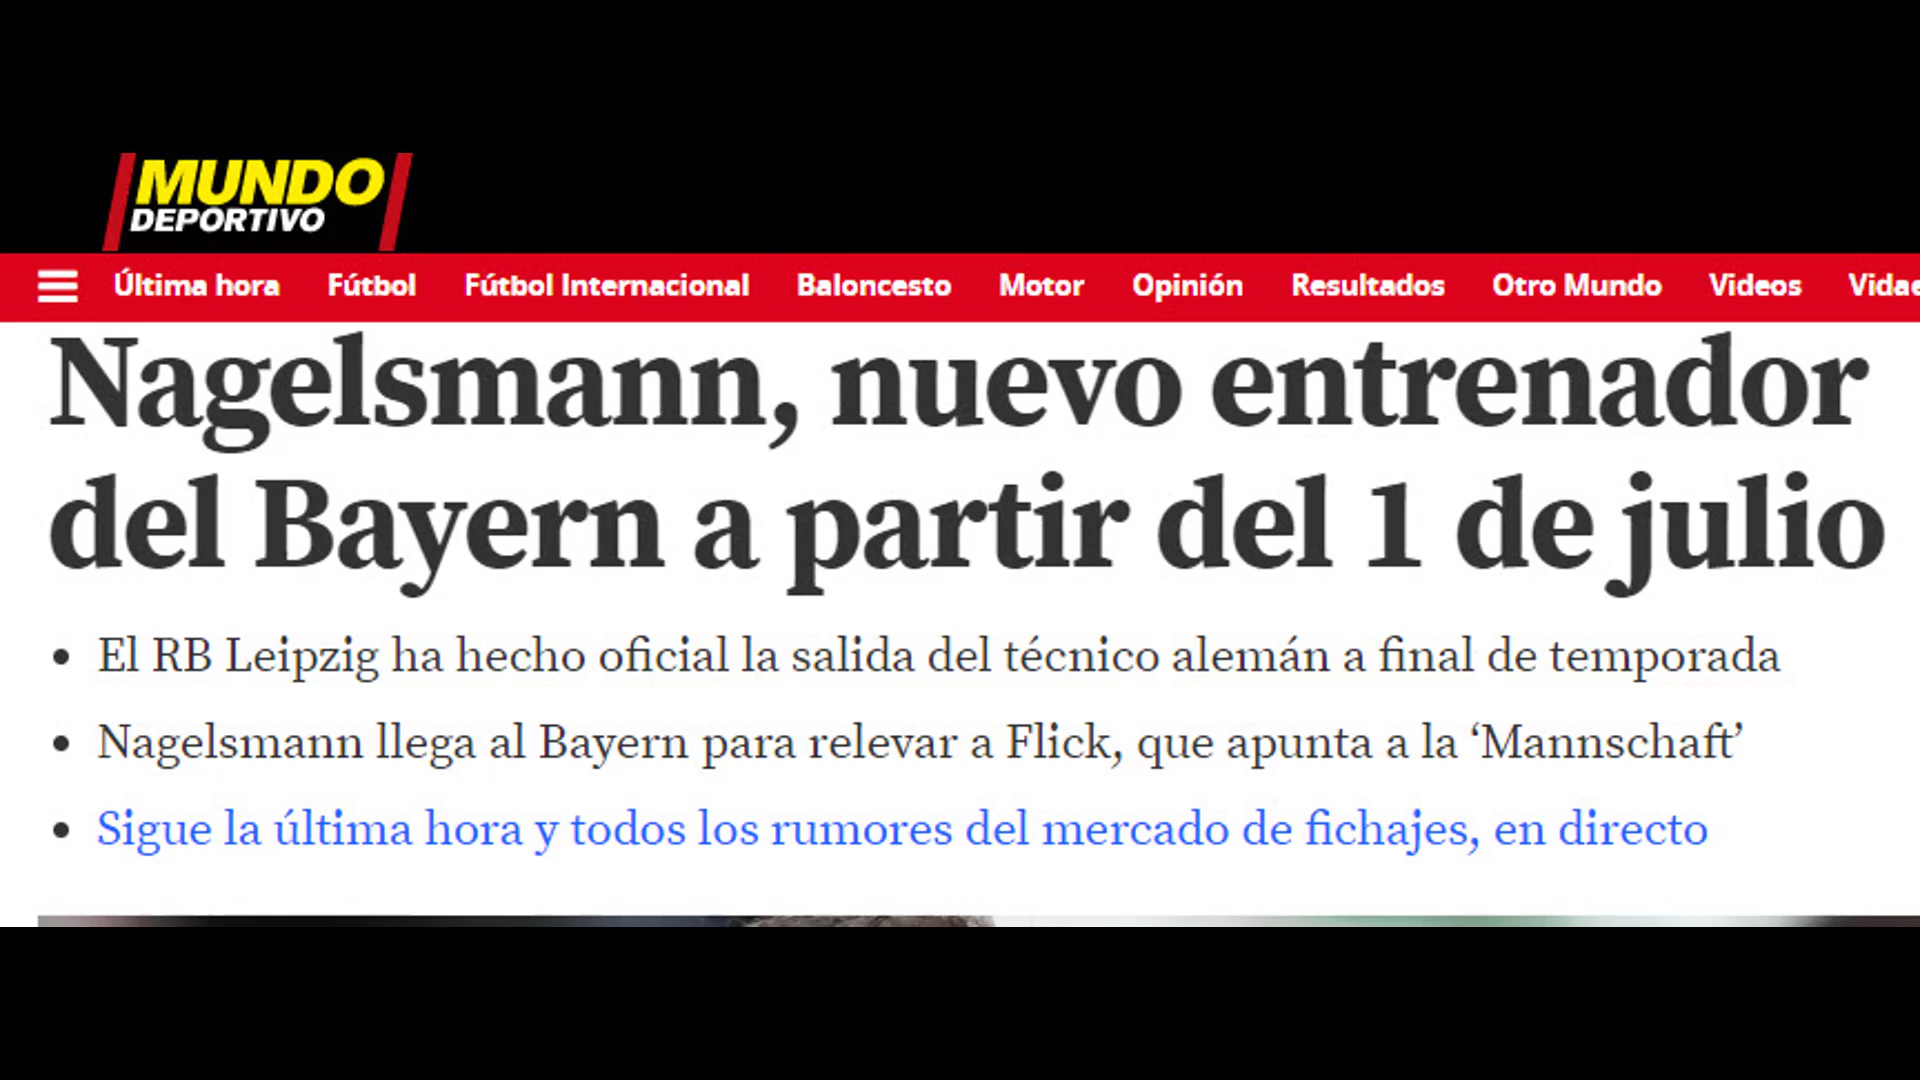 MUNDO
DEPORTIVO
Última hora Fútbol Fútbol Internacional Baloncesto Motor Opinión Resultados Otro Mundo Videos
Nagelsmann, nuevo entrenador
del Bayern a partir del 1 de julio
• El RB Leipzig ha hecho oficial la salida del técnico alemán a final de temporada
• Nagelsmann llega al Bayern para relevar a Flick, que apunta a la ‘Mannschaft’
• Sigue la última hora y todos los rumores del mercado de fichajes, en directo